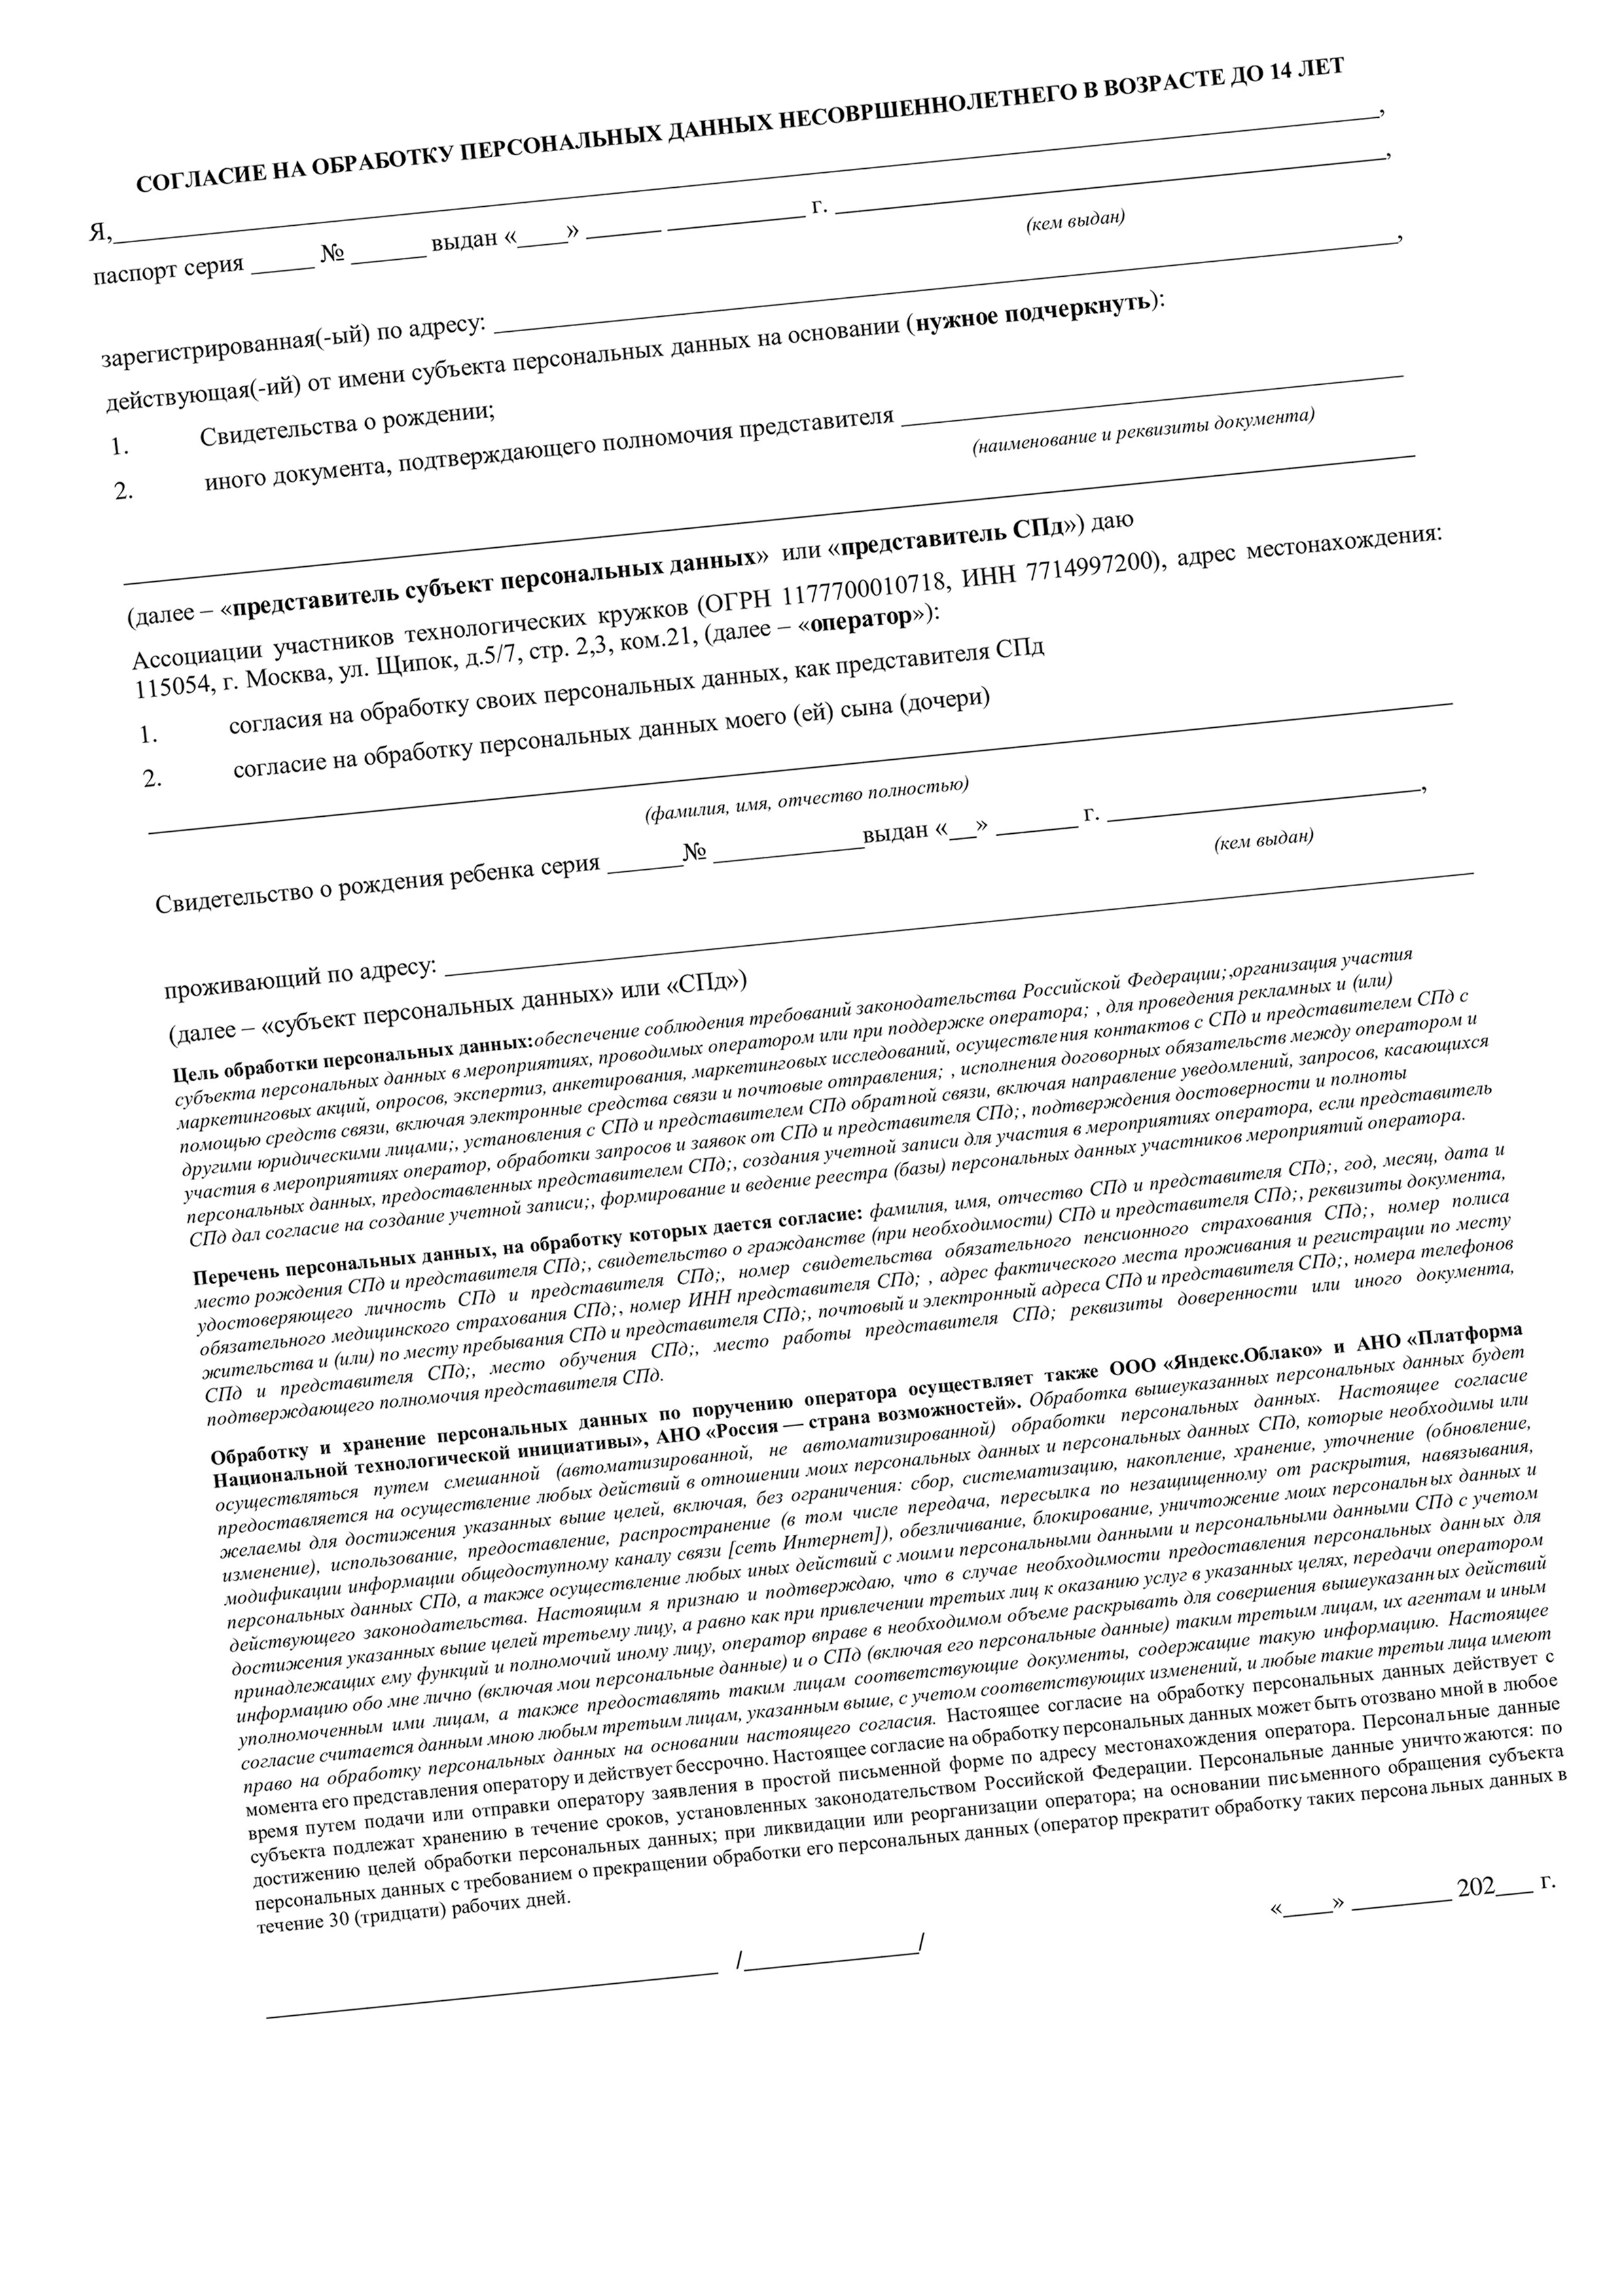 СОГЛАСИЕ НА ОБРАБОТКУ ПЕРСОНАЛЬНЫХ ДАННЫХ НЕСОВРШЕННОЛЕТНЕГО В ВОЗРАСТЕ ДО 14 ЛЕТ
Я,____________________________________________,
паспорт серия _____ № ______ выдан «____» ______ ___________ г. ____________________,
(кем выдан)
зарегистрированная(-ый) по адресу: ____________________________________________,
действующая(-ий) от имени субъекта персональных данных на основании (нужное подчеркнуть):
1. Свидетельства о рождении;
2. иного документа, подтверждающего полномочия представителя ____________________
(наименование и реквизиты документа)
____________________________________________
(далее – «представитель субъект персональных данных» или «представитель СПд») даю
Ассоциации участников технологических кружков (ОГРН 1177700010718, ИНН 7714997200), адрес местонахождения:
115054, г. Москва, ул. Щипок, д.5/7, стр. 2,3, ком.21, (далее – «оператор»):
1. согласия на обработку своих персональных данных, как представителя СПд
2. согласие на обработку персональных данных моего (ей) сына (дочери)
____________________________________________
(фамилия, имя, отчество полностью)
Свидетельство о рождения ребенка серия ______№ ____________выдан «__» ______ г. ____________________,
(кем выдан)
проживающий по адресу: ____________________________________________
(далее – «субъект персональных данных» или «СПд»)
Цель обработки персональных данных:обеспечение соблюдения требований законодательства Российской Федерации;,организация участия
субъекта персональных данных в мероприятиях, проводимых оператором или при поддержке оператора; , для проведения рекламных и (или)
маркетинговых акций, опросов, экспертиз, анкетирования, маркетинговых исследований, осуществления контактов с СПд и представителем СПд с
помощью средств связи, включая электронные средства связи и почтовые отправления; , исполнения договорных обязательств между оператором и
другими юридическими лицами;, установления с СПд и представителем СПд обратной связи, включая направление уведомлений, запросов, касающихся
участия в мероприятиях оператор, обработки запросов и заявок от СПд и представителя СПд;, подтверждения достоверности и полноты
персональных данных, предоставленных представителем СПд;, создания учетной записи для участия в мероприятиях оператора, если представитель
СПд дал согласие на создание учетной записи;, формирование и ведение реестра (базы) персональных данных участников мероприятий оператора.
Перечень персональных данных, на обработку которых дается согласие: фамилия, имя, отчество СПд и представителя СПд;, год, месяц, дата и
место рождения СПд и представителя СПд;, свидетельство о гражданстве (при необходимости) СПд и представителя СПд;, реквизиты документа,
удостоверяющего личность СПд и представителя СПд;, номер свидетельства обязательного пенсионного страхования СПд;, номер полиса
обязательного медицинского страхования СПд;, номер ИНН представителя СПд; , адрес фактического места проживания и регистрации по месту
жительства и (или) по месту пребывания СПд и представителя СПд;, почтовый и электронный адреса СПд и представителя СПд;, номера телефонов
СПд и представителя СПд;, место обучения СПд;, место работы представителя СПд; реквизиты доверенности или иного документа,
подтверждающего полномочия представителя СПд.
Обработку и хранение персональных данных по поручению оператора осуществляет также ООО «Яндекс.Облако» и АНО «Платформа
Национальной технологической инициативы», АНО «Россия — страна возможностей». Обработка вышеуказанных персональных данных будет
осуществляться путем смешанной (автоматизированной, не автоматизированной) обработки персональных данных. Настоящее согласие
предоставляется на осуществление любых действий в отношении моих персональных данных и персональных данных СПд, которые необходимы или
желаемы для достижения указанных выше целей, включая, без ограничения: сбор, систематизацию, накопление, хранение, уточнение (обновление,
изменение), использование, предоставление, распространение (в том числе передача, пересылка по незащищенному от раскрытия, навязывания,
модификации информации общедоступному каналу связи [сеть Интернет]), обезличивание, блокирование, уничтожение моих персональных данных и
персональных данных СПд, а также осуществление любых иных действий с моими персональными данными и персональными данными СПд с учетом
действующего законодательства. Настоящим я признаю и подтверждаю, что в случае необходимости предоставления персональных данных для
достижения указанных выше целей третьему лицу, а равно как при привлечении третьих лиц к оказанию услуг в указанных целях, передачи оператором
принадлежащих ему функций и полномочий иному лицу, оператор вправе в необходимом объеме раскрывать для совершения вышеуказанных действий
информацию обо мне лично (включая мои персональные данные) и о СПд (включая его персональные данные) таким третьим лицам, их агентам и иным
уполномоченным ими лицам, а также предоставлять таким лицам соответствующие документы, содержащие такую информацию. Настоящее
согласие считается данным мною любым третьим лицам, указанным выше, с учетом соответствующих изменений, и любые такие третьи лица имеют
право на обработку персональных данных на основании настоящего согласия. Настоящее согласие на обработку персональных данных действует с
момента его представления оператору и действует бессрочно. Настоящее согласие на обработку персональных данных может быть отозвано мной в любое
время путем подачи или отправки оператору заявления в простой письменной форме по адресу местонахождения оператора. Персональные данные
субъекта подлежат хранению в течение сроков, установленных законодательством Российской Федерации. Персональные данные уничтожаются: по
достижению целей обработки персональных данных; при ликвидации или реорганизации оператора; на основании письменного обращения субъекта
персональных данных с требованием о прекращении обработки его персональных данных (оператор прекратит обработку таких персональных данных в
течение 30 (тридцати) рабочих дней.
«____» ________ 202___ г.
____________________ /______________/